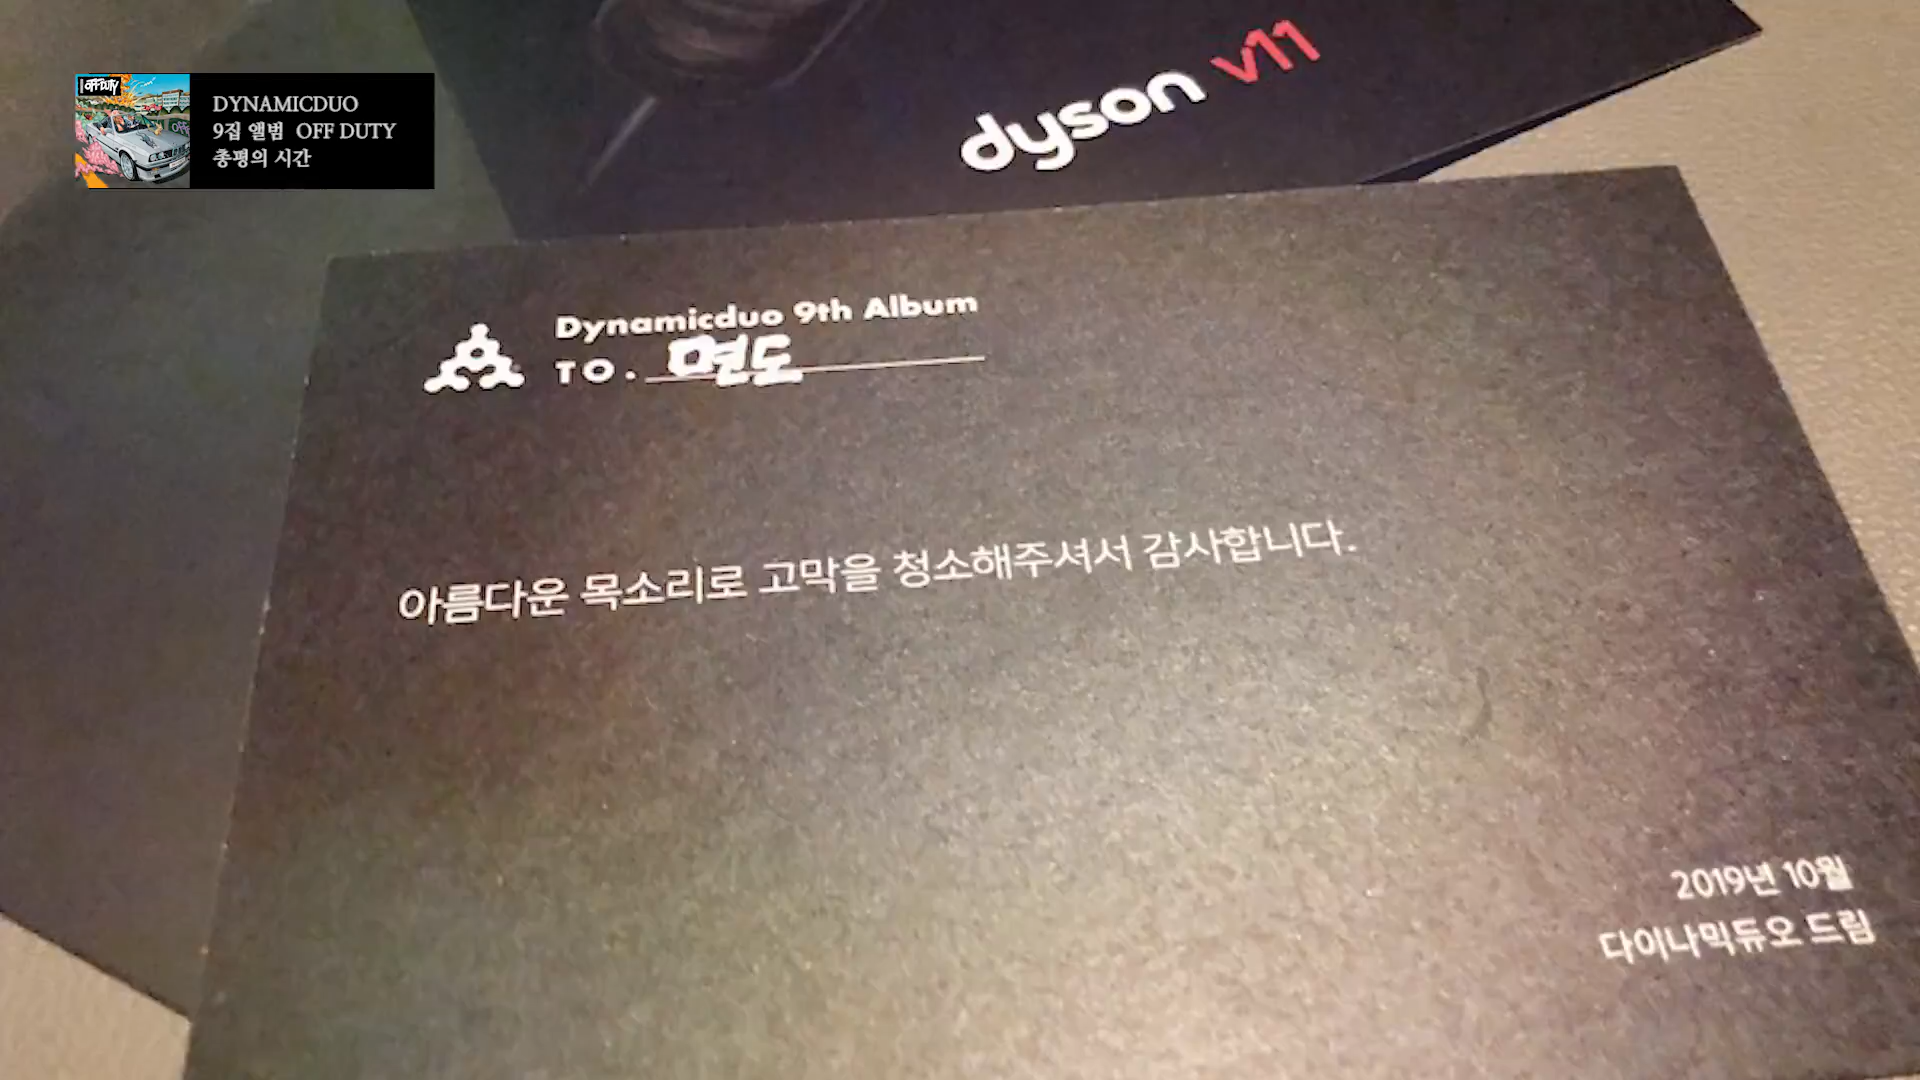 OFFDUTY
DYNAMICDUO
9집 앨범 OFF DUTY
총평의 시간
dyson v11
Dynamicduo 9th Album
TO. 면도
아름다운 목소리로 고막을 청소해주셔서 감사합니다.
2019년 10월
다이나믹듀오 드림